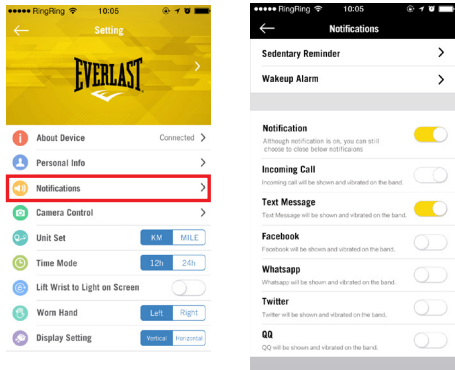 RingRing 10:05
Setting
EVERLAST
About Device Connected
Personal Info
Notifications
Camera Control
Unit Set KM MILE
Time Mode 12h 24h
Lift Wrist to Light on Screen
Worn Hand Left Right
Display Setting Vertical Horizontal
RingRing 10:05
Notifications
Sedentary Reminder
Wakeup Alarm
Notification
Although notification is on, you can still
choose to close below notifications
Incoming Call
Incoming call will be shown and vibrated on the band.
Text Message
Text Message will be shown and vibrated on the band.
Facebook
Facebook will be shown and vibrated on the band.
Whatsapp
Whatsapp will be shown and vibrated on the band.
Twitter
Twitter will be shown and vibrated on the band.
QQ
QQ will be shown and vibrated on the band.